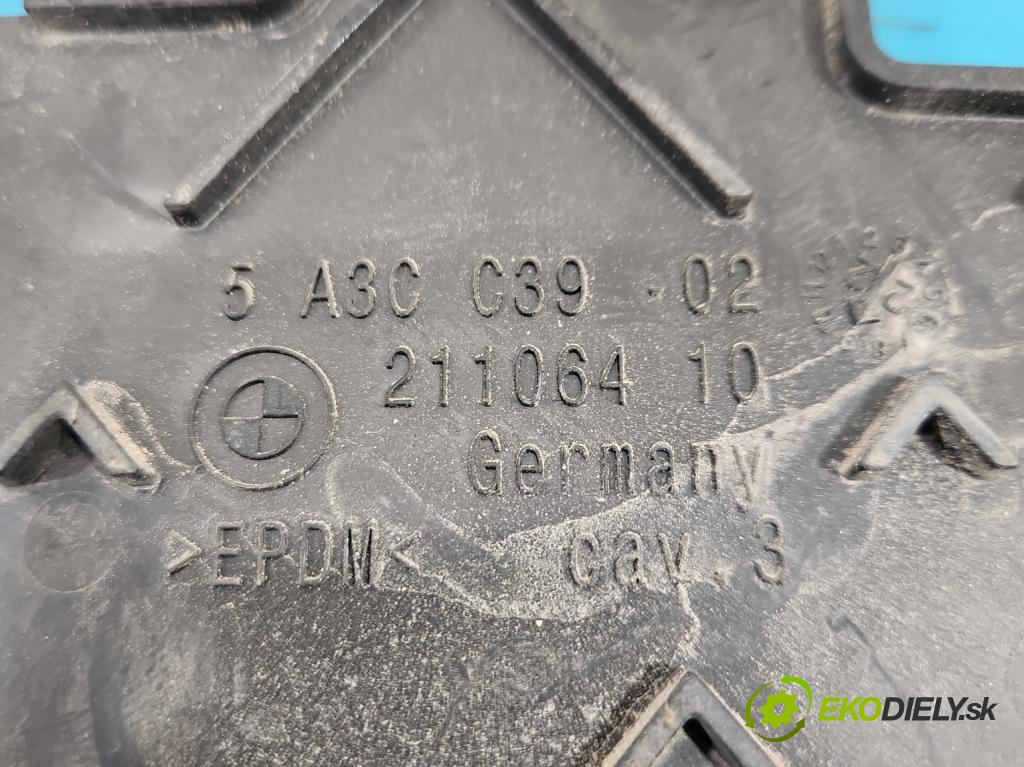 5 A3C C39 -02
211064 10
Germany
>EPDM<
cav.3
EKODIELY.sk